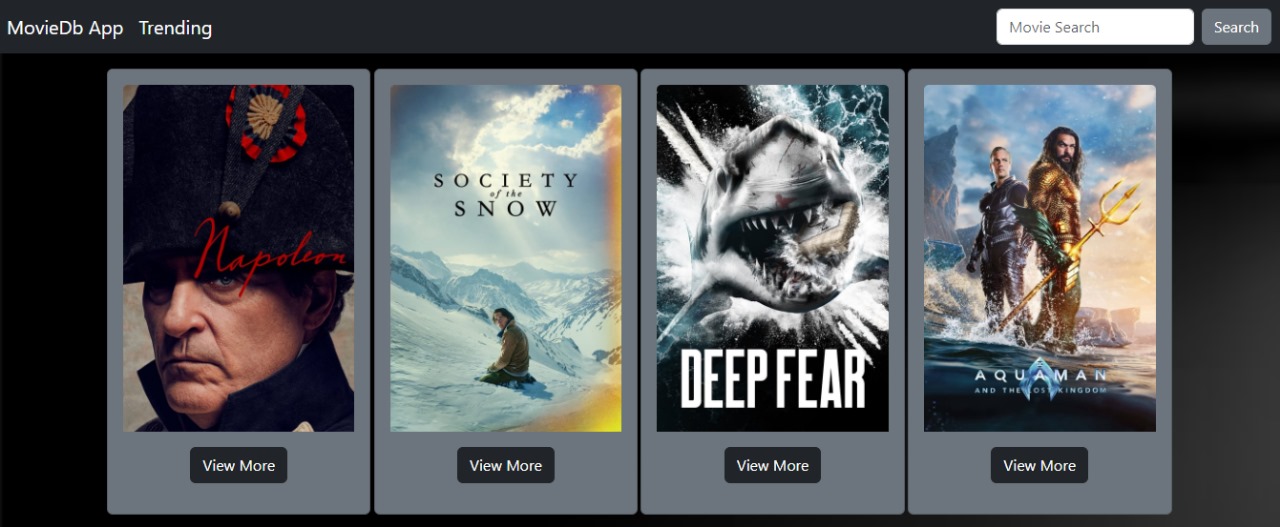 MovieDb App Trending Movie Search Search
Napoleon
SOCIETY
of the
SNOW
DEEP FEAR
AQUAMAN
AND THE LOST KINGDOM
View More View More View More View More